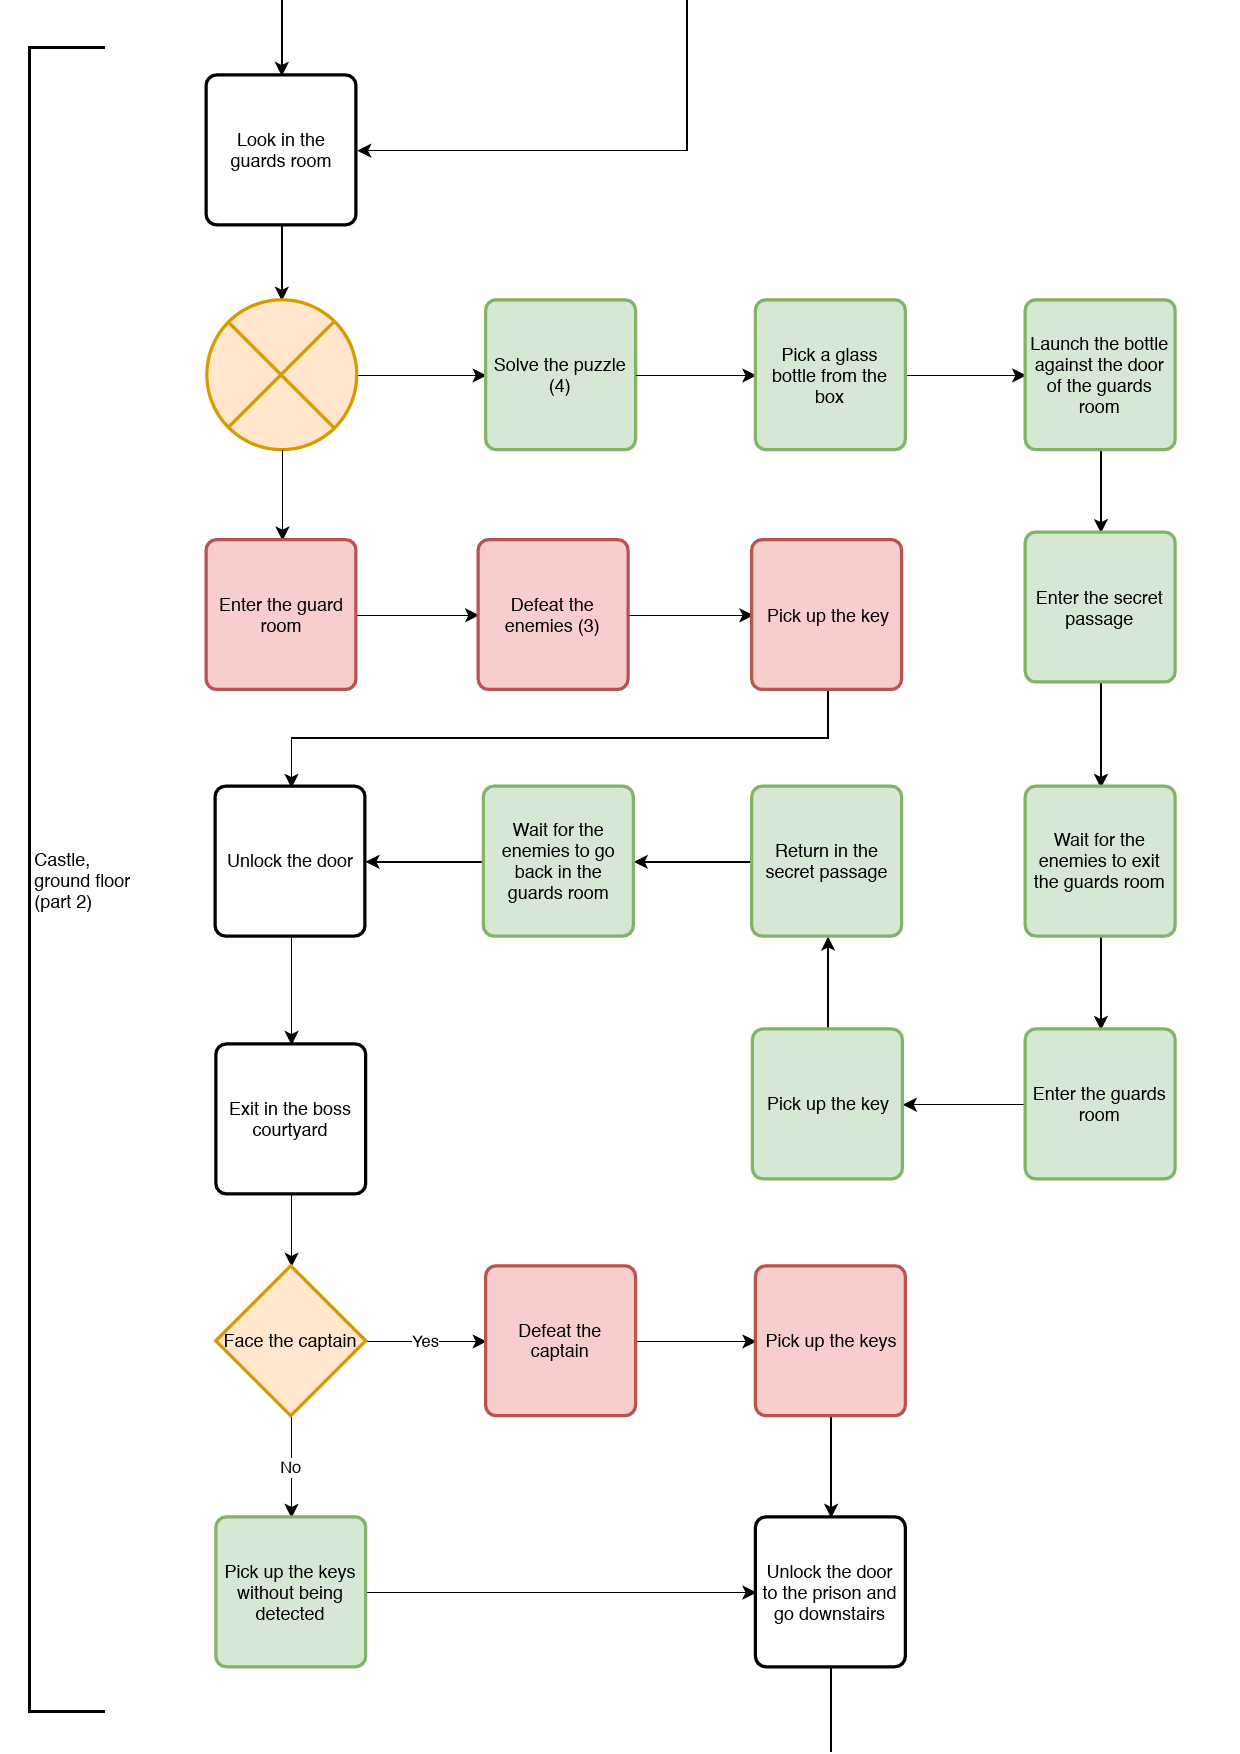 Look in the
guards room
Solve the puzzle
(4)
Pick a glass
bottle from the
box
Launch the bottle
against the door
of the guards
room
Enter the guard
room
Defeat the
enemies (3)
Pick up the key
Enter the secret
passage
Castle,
ground floor
(part 2)
Unlock the door
Wait for the
enemies to go
back in the
guards room
Return in the
secret passage
Wait for the
enemies to exit
the guards room
Exit in the boss
courtyard
Pick up the key
Enter the guards
room
Face the captain
Yes
Defeat the
captain
Pick up the keys
No
Pick up the keys
without being
detected
Unlock the door
to the prison and
go downstairs